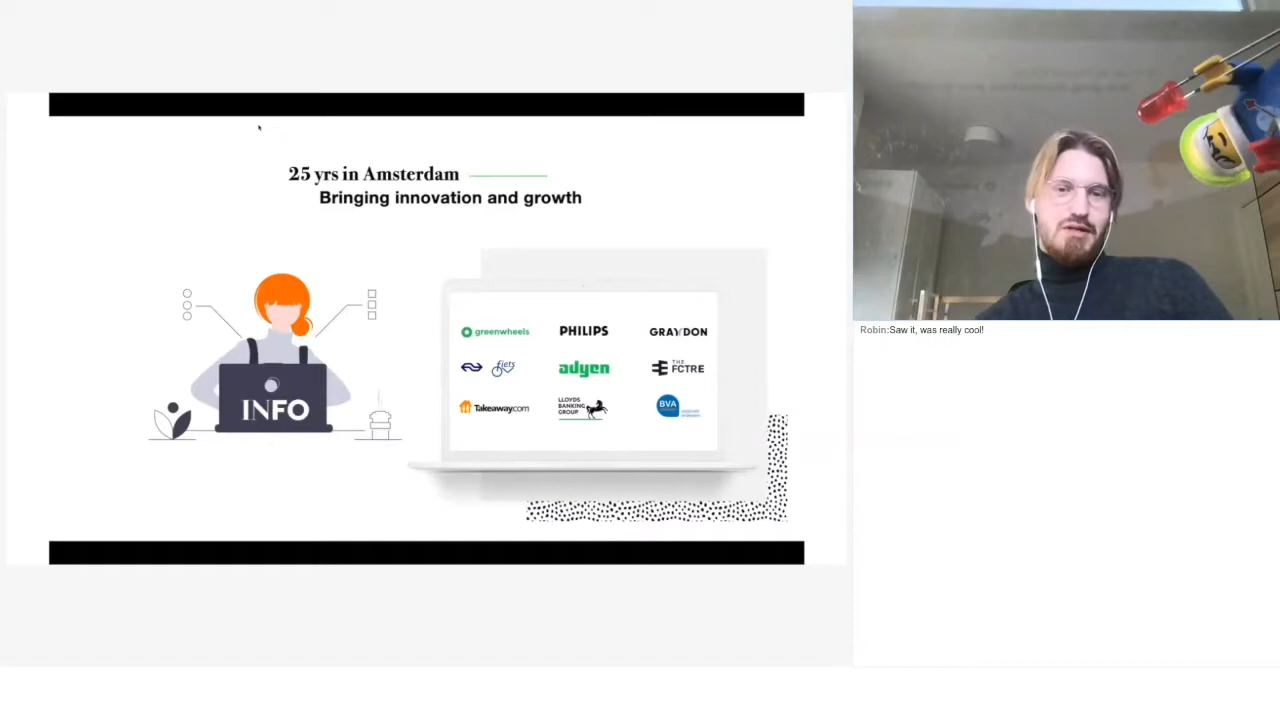 25 yrs in Amsterdam
Bringing innovation and growth
INFO
greenwheels
PHILIPS
GRAYDON
fiets
adyen
THE
FCTRE
Takeaway.com
LLOYDS
BANKING
GROUP
BVA
Robin:Saw it, was really cool!